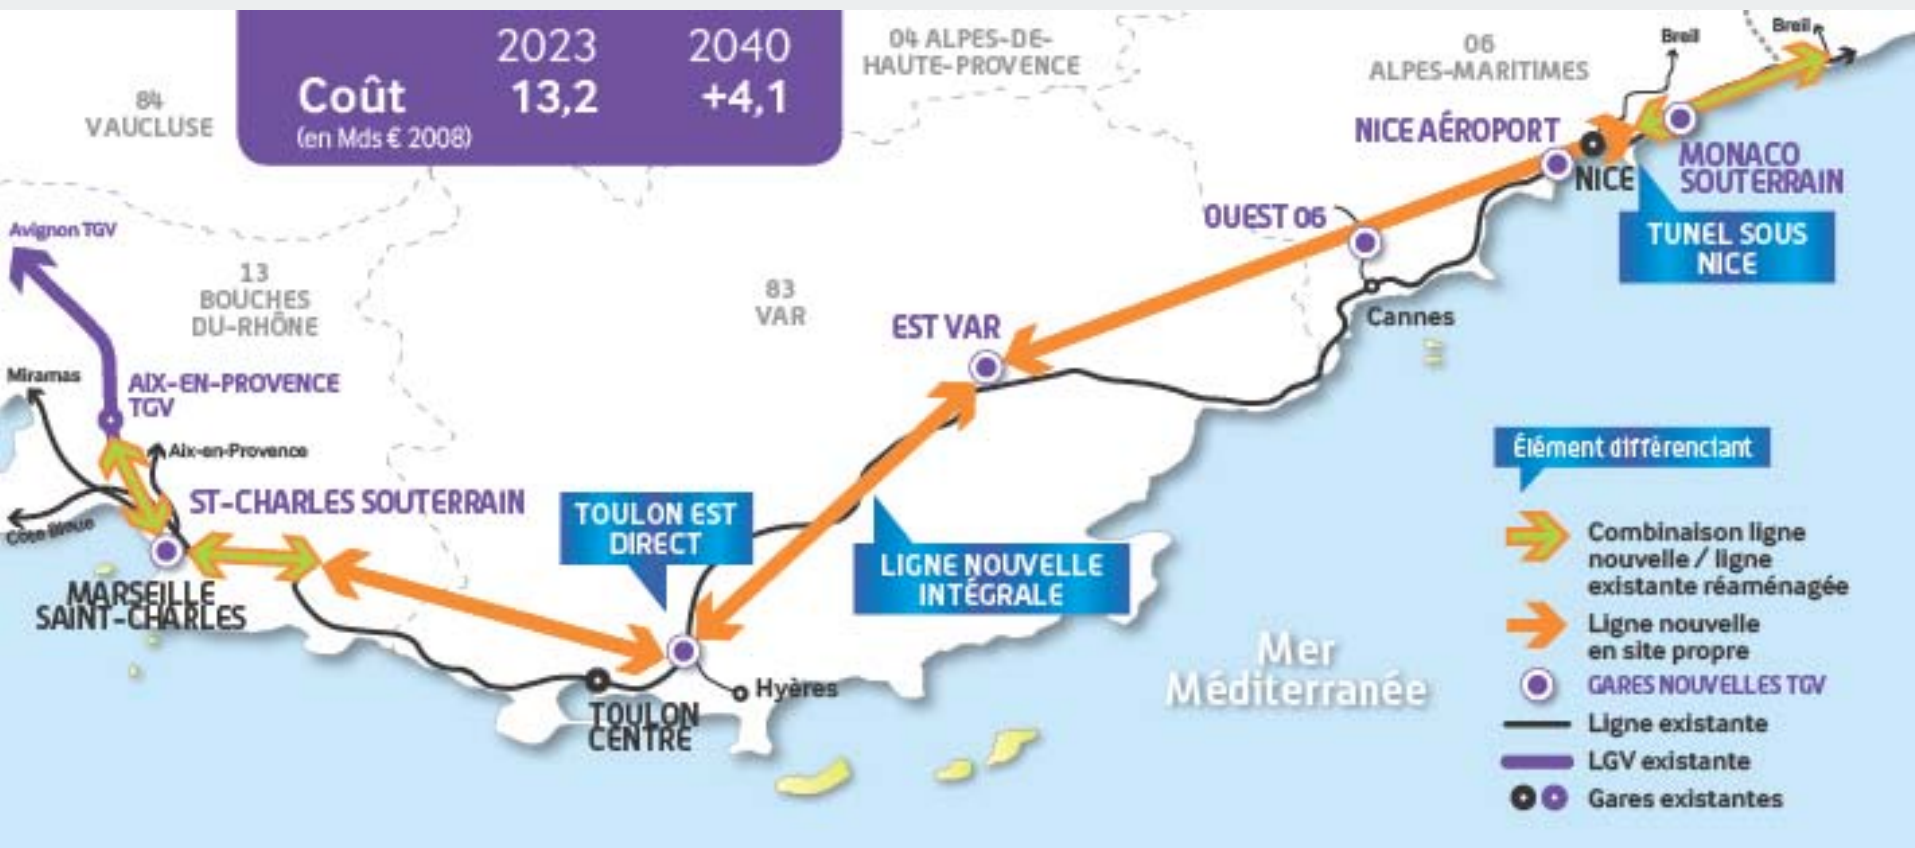 2023 2040
Coût 13,2 +4,1
(en Mds € 2008)
84
VAUCLUSE
04 ALPES-DE-
HAUTE-PROVENCE
06
ALPES-MARITIMES
Breil
Breil
NICE AÉROPORT
NICE
MONACO
SOUTERRAIN
TUNEL SOUS
NICE
OUEST 06
Cannes
Avignon TGV
13
BOUCHES
DU-RHÔNE
83
VAR
EST VAR
Miramas
AIX-EN-PROVENCE
TGV
Aix-en-Provence
Côte Bleue
ST-CHARLES SOUTERRAIN
MARSEILLE
SAINT-CHARLES
TOULON EST
DIRECT
LIGNE NOUVELLE
INTÉGRALE
Hyères
TOULON
CENTRE
Mer
Méditerranée
Élément différenciant
Combinaison ligne
nouvelle / ligne
existante réaménagée
Ligne nouvelle
en site propre
GARES NOUVELLES TGV
Ligne existante
LGV existante
Gares existantes